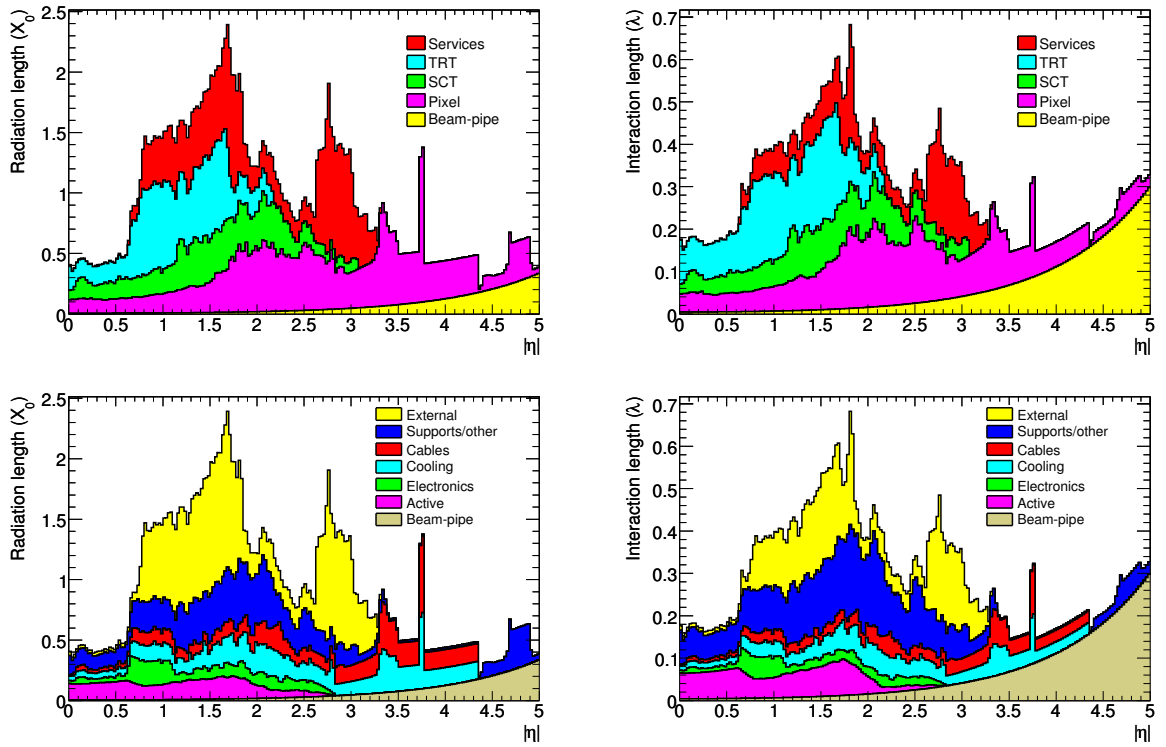 Radiation length (X0)
2.5
2
1.5
1
0.5
0
Services
TRT
SCT
Pixel
Beam-pipe
0 0.5 1 1.5 2 2.5 3 3.5 4 4.5 5
|η|
Interaction length (λ)
0.7
0.6
0.5
0.4
0.3
0.2
0.1
0
Services
TRT
SCT
Pixel
Beam-pipe
0 0.5 1 1.5 2 2.5 3 3.5 4 4.5 5
|η|
Radiation length (X0)
2.5
2
1.5
1
0.5
0
External
Supports/other
Cables
Cooling
Electronics
Active
Beam-pipe
0 0.5 1 1.5 2 2.5 3 3.5 4 4.5 5
|η|
Interaction length (λ)
0.7
0.6
0.5
0.4
0.3
0.2
0.1
0
External
Supports/other
Cables
Cooling
Electronics
Active
Beam-pipe
0 0.5 1 1.5 2 2.5 3 3.5 4 4.5 5
|η|